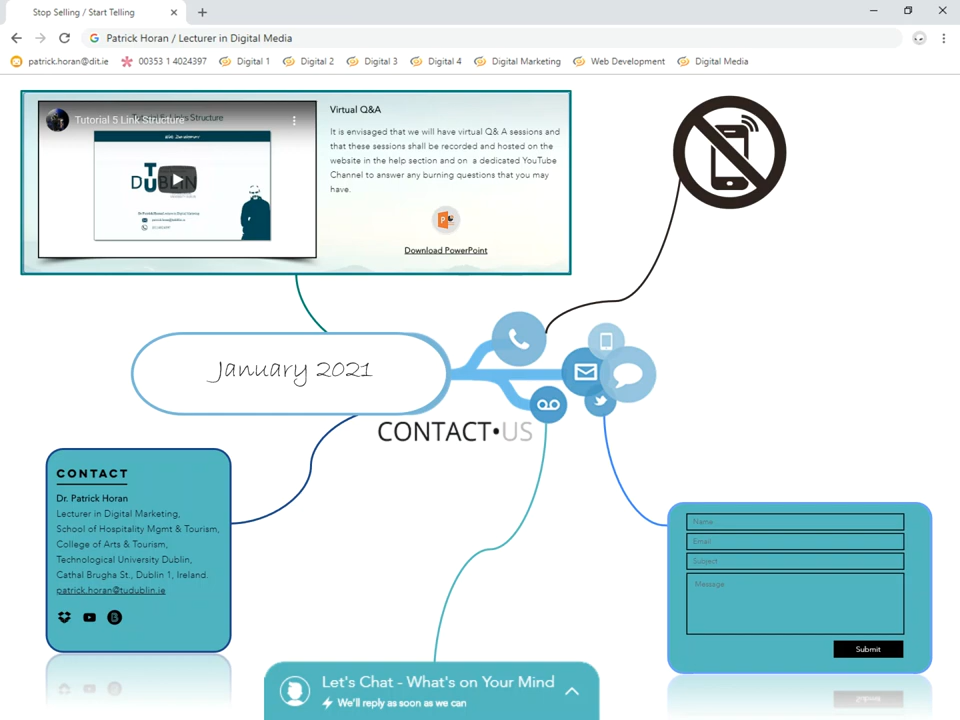 Stop Selling / Start Telling
Patrick Horan / Lecturer in Digital Media
patrick.horan@dit.ie
00353 1 4024397
Digital 1
Digital 2
Digital 3
Digital 4
Digital Marketing
Web Development
Digital Media
Tutorial 5 Link Structure
DUBLIN
Virtual Q&A
It is envisaged that we will have virtual Q& A sessions and
that these sessions shall be recorded and hosted on the
website in the help section and on a dedicated YouTube
Channel to answer any burning questions that you may
have.
Download PowerPoint
January 2021
CONTACT•US
CONTACT
Dr. Patrick Horan
Lecturer in Digital Marketing,
School of Hospitality Mgmt & Tourism,
College of Arts & Tourism,
Technological University Dublin,
Cathal Brugha St., Dublin 1, Ireland.
patrick.horan@tudublin.ie
Name
Email
Subject
Message
Submit
Let's Chat - What's on Your Mind
We'll reply as soon as we can